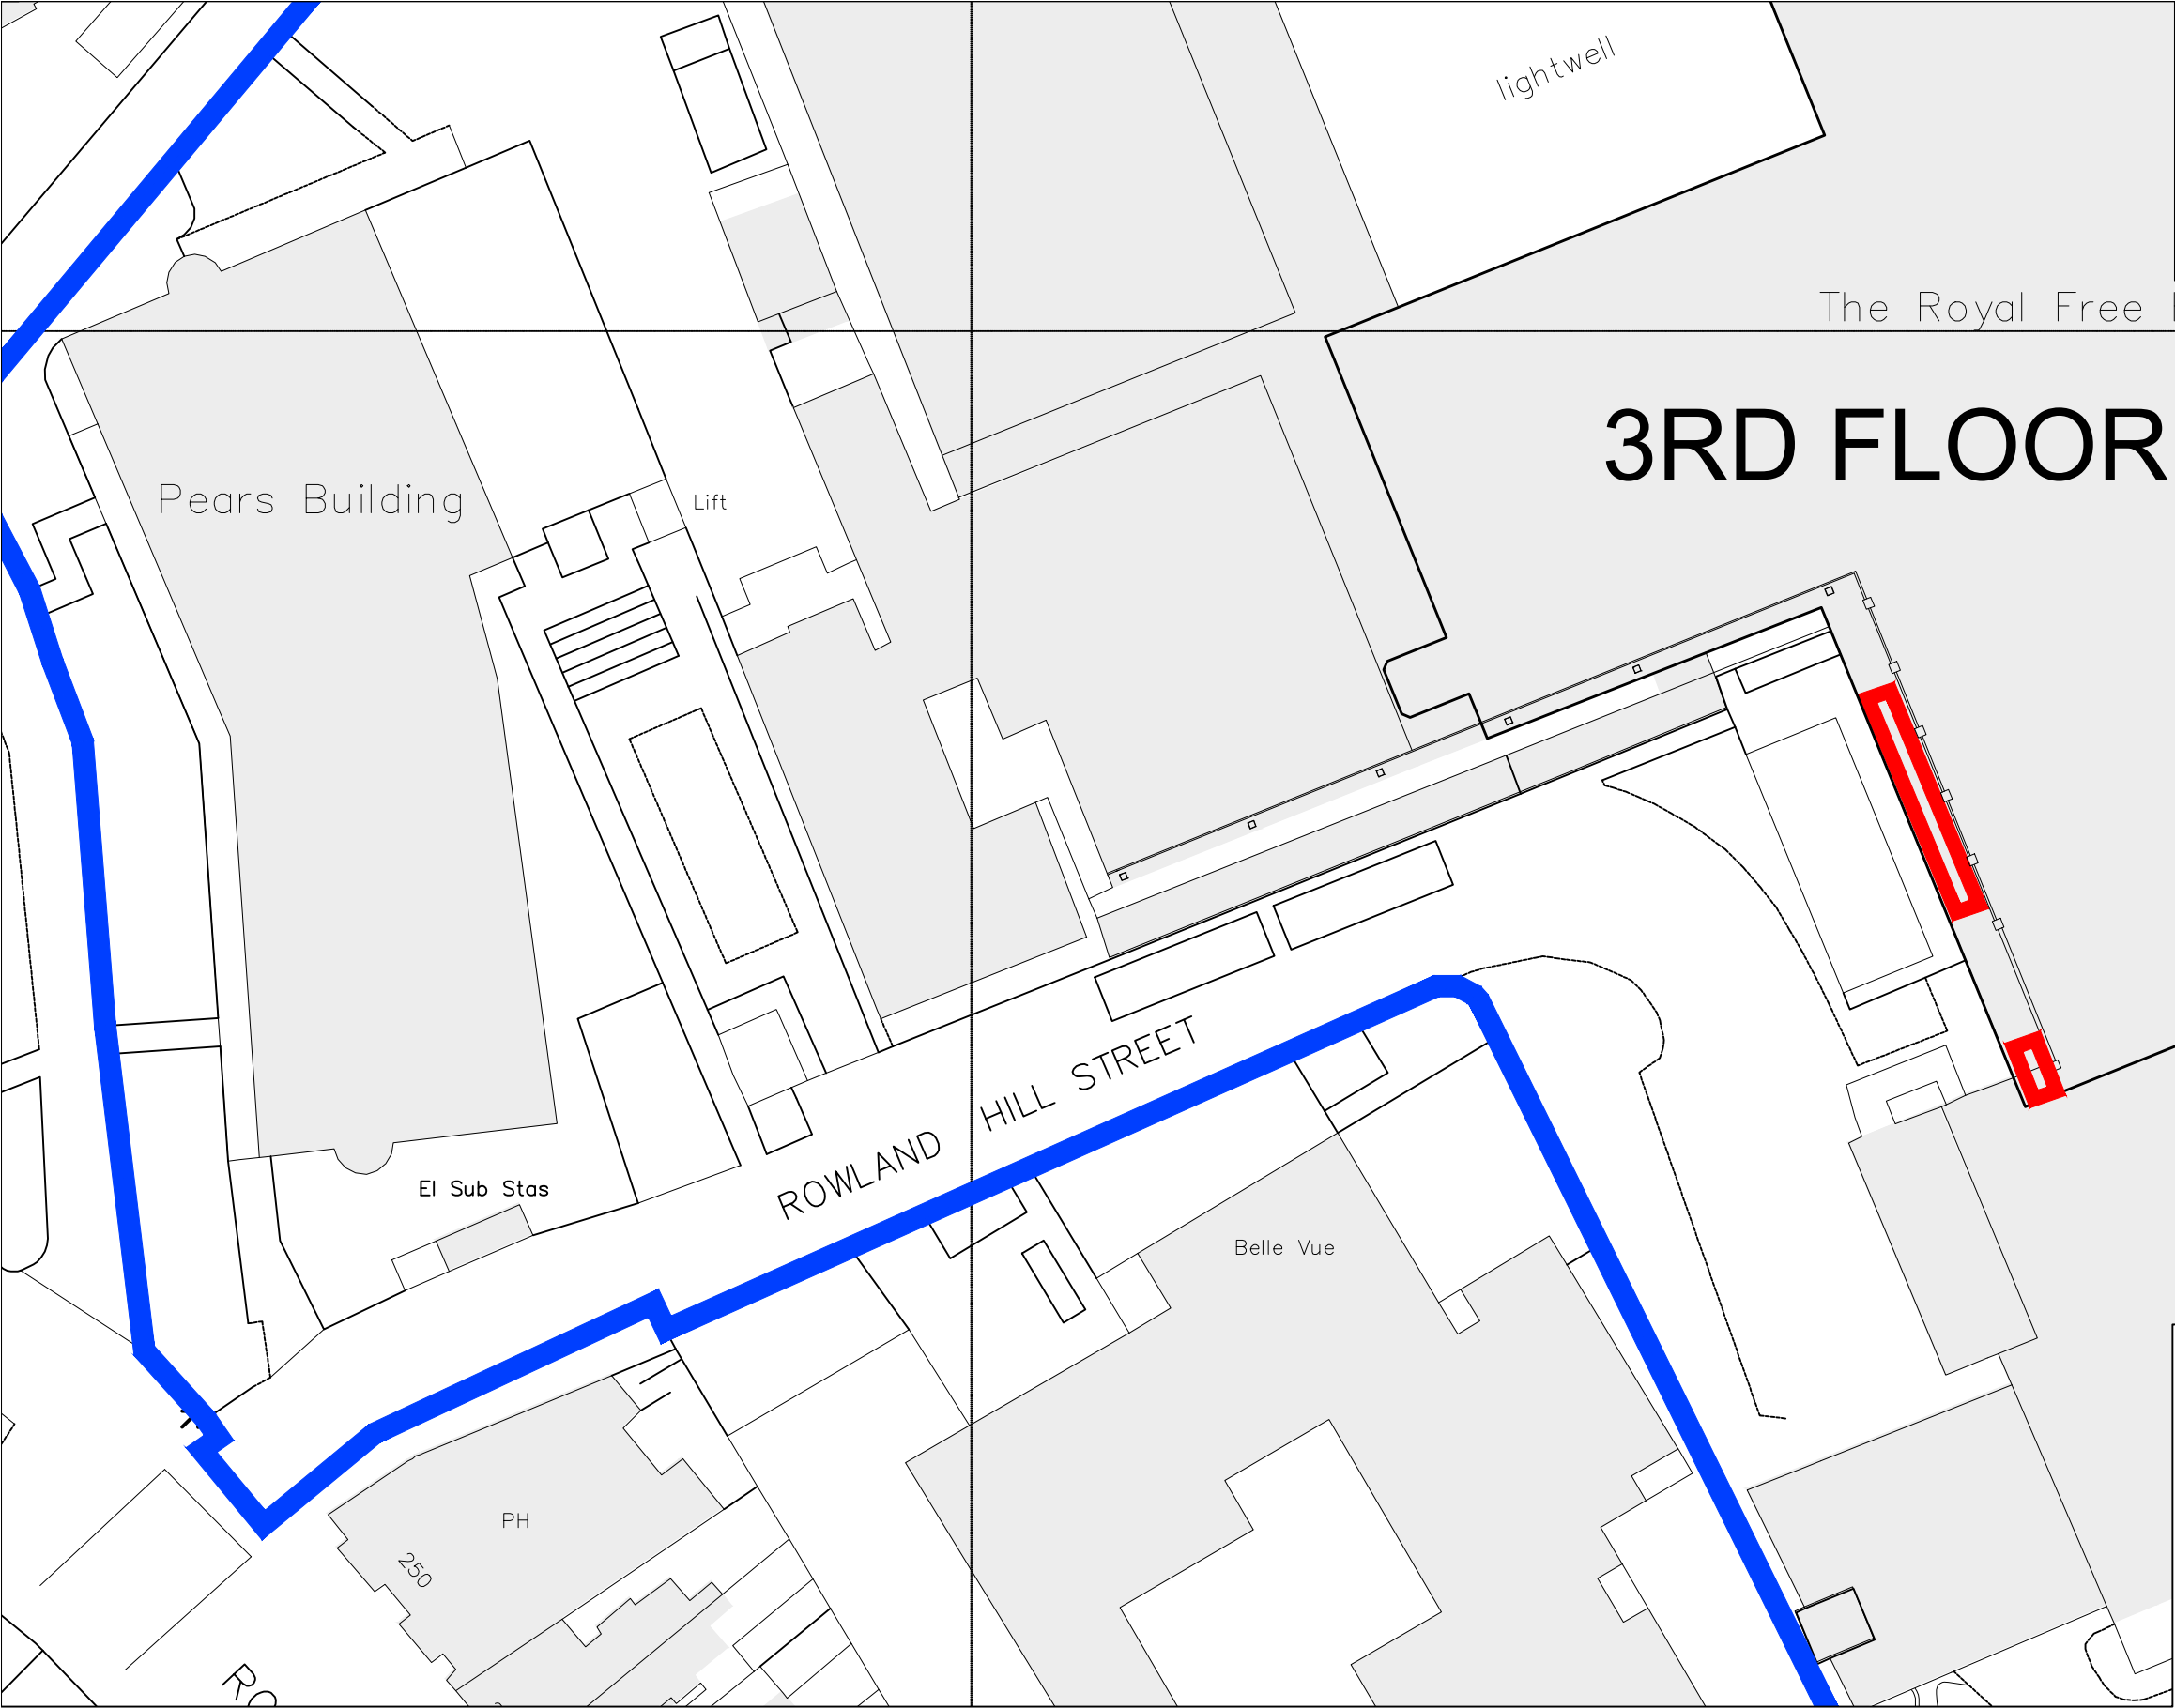 lightwell
The Royal Free
3RD FLOOR
Pears Building
Lift
ROWLAND HILL STREET
El Sub Stas
Belle Vue
PH
250